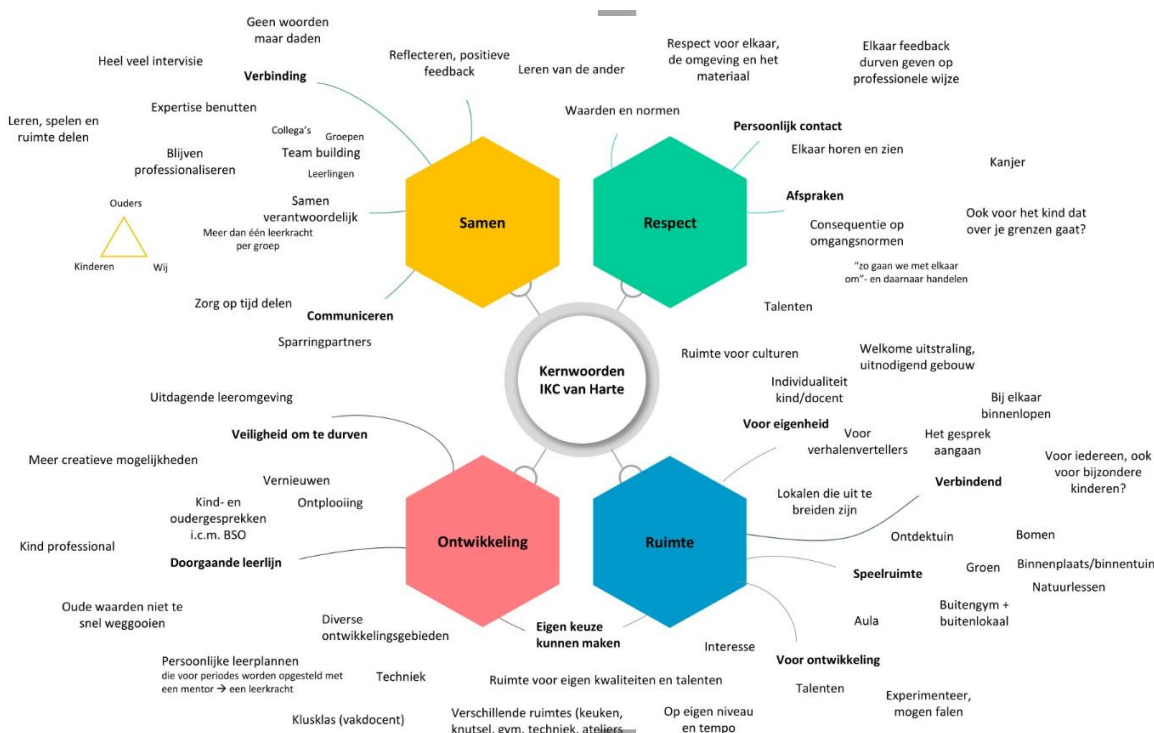 Geen woorden
maar daden
Heel veel intervisie
Verbinding
Reflecteren, positieve
feedback
Expertise benutten
Leren, spelen en
ruimte delen
Collega's
Groepen
Team building
Leerlingen
Blijven
professionaliseren
Samen
verantwoordelijk
Meer dan één leerkracht
per groep
Ouders
Kinderen
Wij
Zorg op tijd delen
Communiceren
Sparringpartners
Samen
Leren van de ander
Respect voor elkaar,
de omgeving en het
materiaal
Elkaar feedback
durven geven op
professionele wijze
Waarden en normen
Persoonlijk contact
Elkaar horen en zien
Kanjer
Afspraken
Consequentie op
omgangsnormen
Ook voor het kind dat
over je grenzen gaat?
"zo gaan we met elkaar
om"- en daarnaar handelen
Talenten
Respect
Kernwoorden
IKC van Harte
Uitdagende leeromgeving
Veiligheid om te durven
Meer creatieve mogelijkheden
Vernieuwen
Ontplooiing
Kind- en
oudergesprekken
i.c.m. BSO
Kind professional
Doorgaande leerlijn
Oude waarden niet te
snel weggooien
Diverse
ontwikkelingsgebieden
Persoonlijke leerplannen
die voor periodes worden opgesteld met
een mentor → een leerkracht
Techniek
Klusklas (vakdocent)
Ontwikkeling
Eigen keuze
kunnen maken
Ruimte voor eigen kwaliteiten en talenten
Verschillende ruimtes (keuken,
knutsel, gym, techniek, ateliers
Op eigen niveau
en tempo
Ruimte
Ruimte voor culturen
Welkome uitstraling,
uitnodigend gebouw
Individualiteit
kind/docent
Bij elkaar
binnenlopen
Voor eigenheid
Voor
verhalenvertellers
Het gesprek
aangaan
Voor iedereen, ook
voor bijzondere
kinderen?
Verbindend
Lokalen die uit te
breiden zijn
Ontdektuin
Bomen
Speelruimte
Groen
Binnenplaats/binnentuin
Natuurlessen
Buitengym +
buitenlokaal
Aula
Interesse
Voor ontwikkeling
Talenten
Experimenteer,
mogen falen